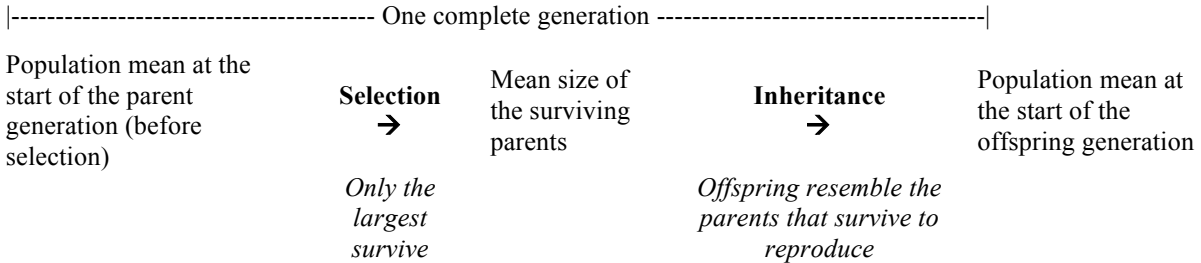 |----------------------------------------- One complete generation -------------------------------------|
Population mean at the
start of the parent
generation (before
selection)
Selection
→
Only the
largest
survive
Mean size of
the surviving
parents
Inheritance
→
Offspring resemble the
parents that survive to
reproduce
Population mean at
the start of the
offspring generation